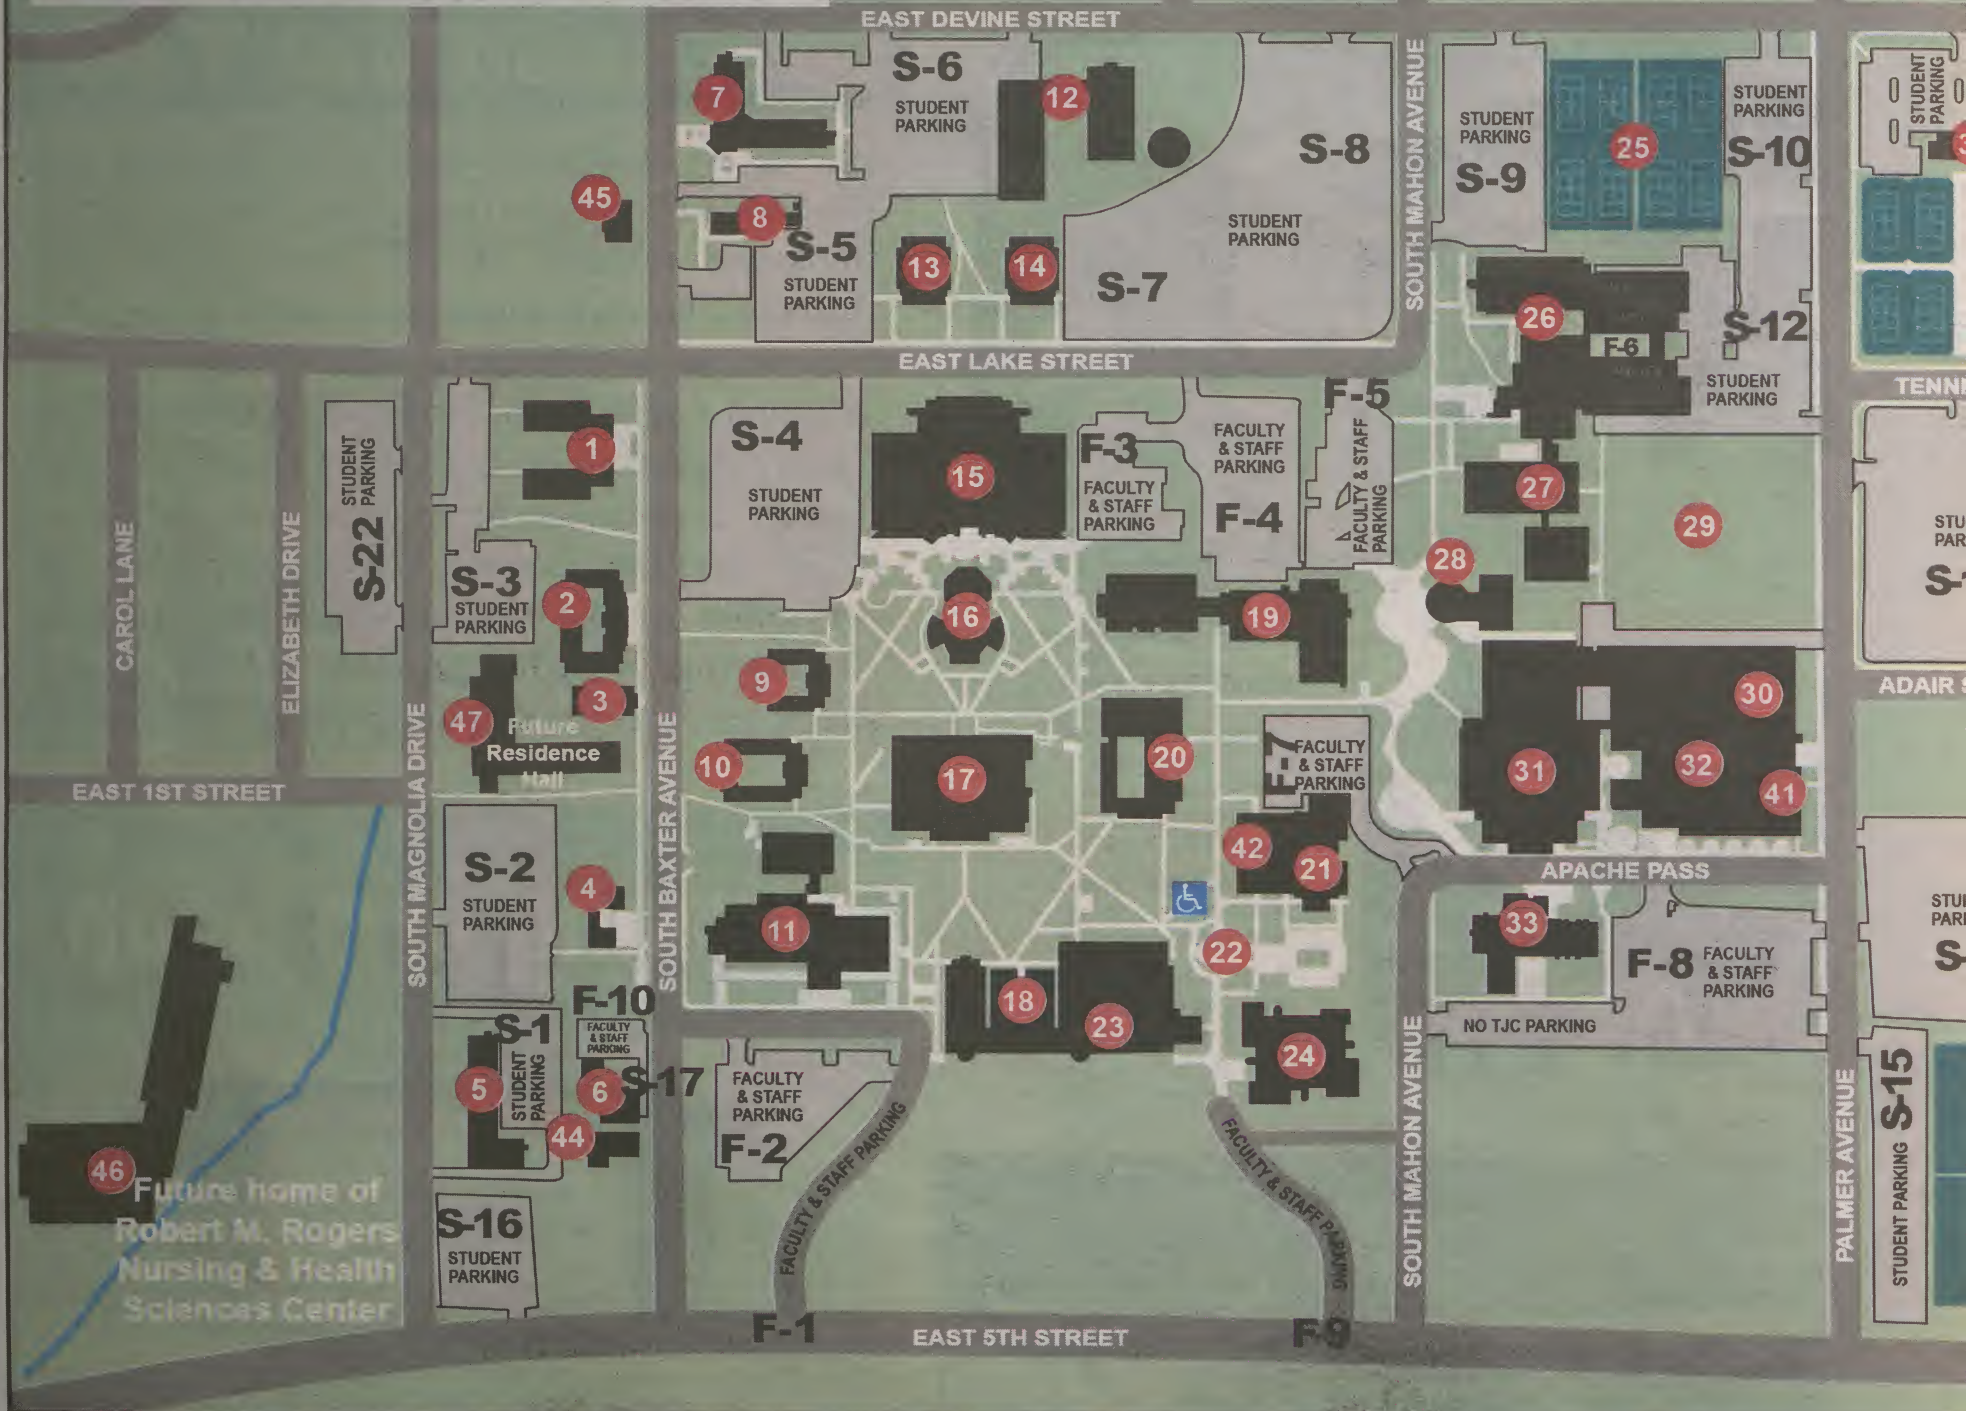 EAST DEVINE STREET
S-6
STUDENT
PARKING
7
12
S-8
STUDENT
PARKING
S-7
SOUTH MAHON AVENUE
STUDENT
PARKING
S-9
25
STUDENT
PARKING
S-10
STUDENT
PARKING
45
8
S-5
STUDENT
PARKING
13
14
26
F-6
S-12
STUDENT
PARKING
EAST LAKE STREET
TENN
CAROL LANE
ELIZABETH DRIVE
STUDENT
PARKING
S-22
1
S-4
STUDENT
PARKING
15
F-3
FACULTY
& STAFF
PARKING
FACULTY
& STAFF
PARKING
F-4
F-5
FACULTY & STAFF
PARKING
27
29
28
S-3
STUDENT
PARKING
2
16
19
9
3
47
Future
Residence
Hall
10
17
20
F-7
FACULTY
& STAFF
PARKING
30
31
32
41
ADAIR
EAST 1ST STREET
SOUTH MAGNOLIA DRIVE
SOUTH BAXTER AVENUE
S-2
STUDENT
PARKING
4
11
42
21
APACHE PASS
22
33
F-8
FACULTY
& STAFF
PARKING
NO TJC PARKING
F-10
FACULTY
& STAFF
PARKING
S-1
STUDENT
PARKING
5
6
S-17
44
18
23
24
FACULTY
& STAFF
PARKING
F-2
FACULTY & STAFF PARKING
FACULTY & STAFF PARKING
SOUTH MAHON AVENUE
PALMER AVENUE
STUDENT PARKING
S-15
46
Future home of
Robert M. Rogers
Nursing & Health
Sciences Center
S-16
STUDENT
PARKING
F-1
F-9
EAST 5TH STREET